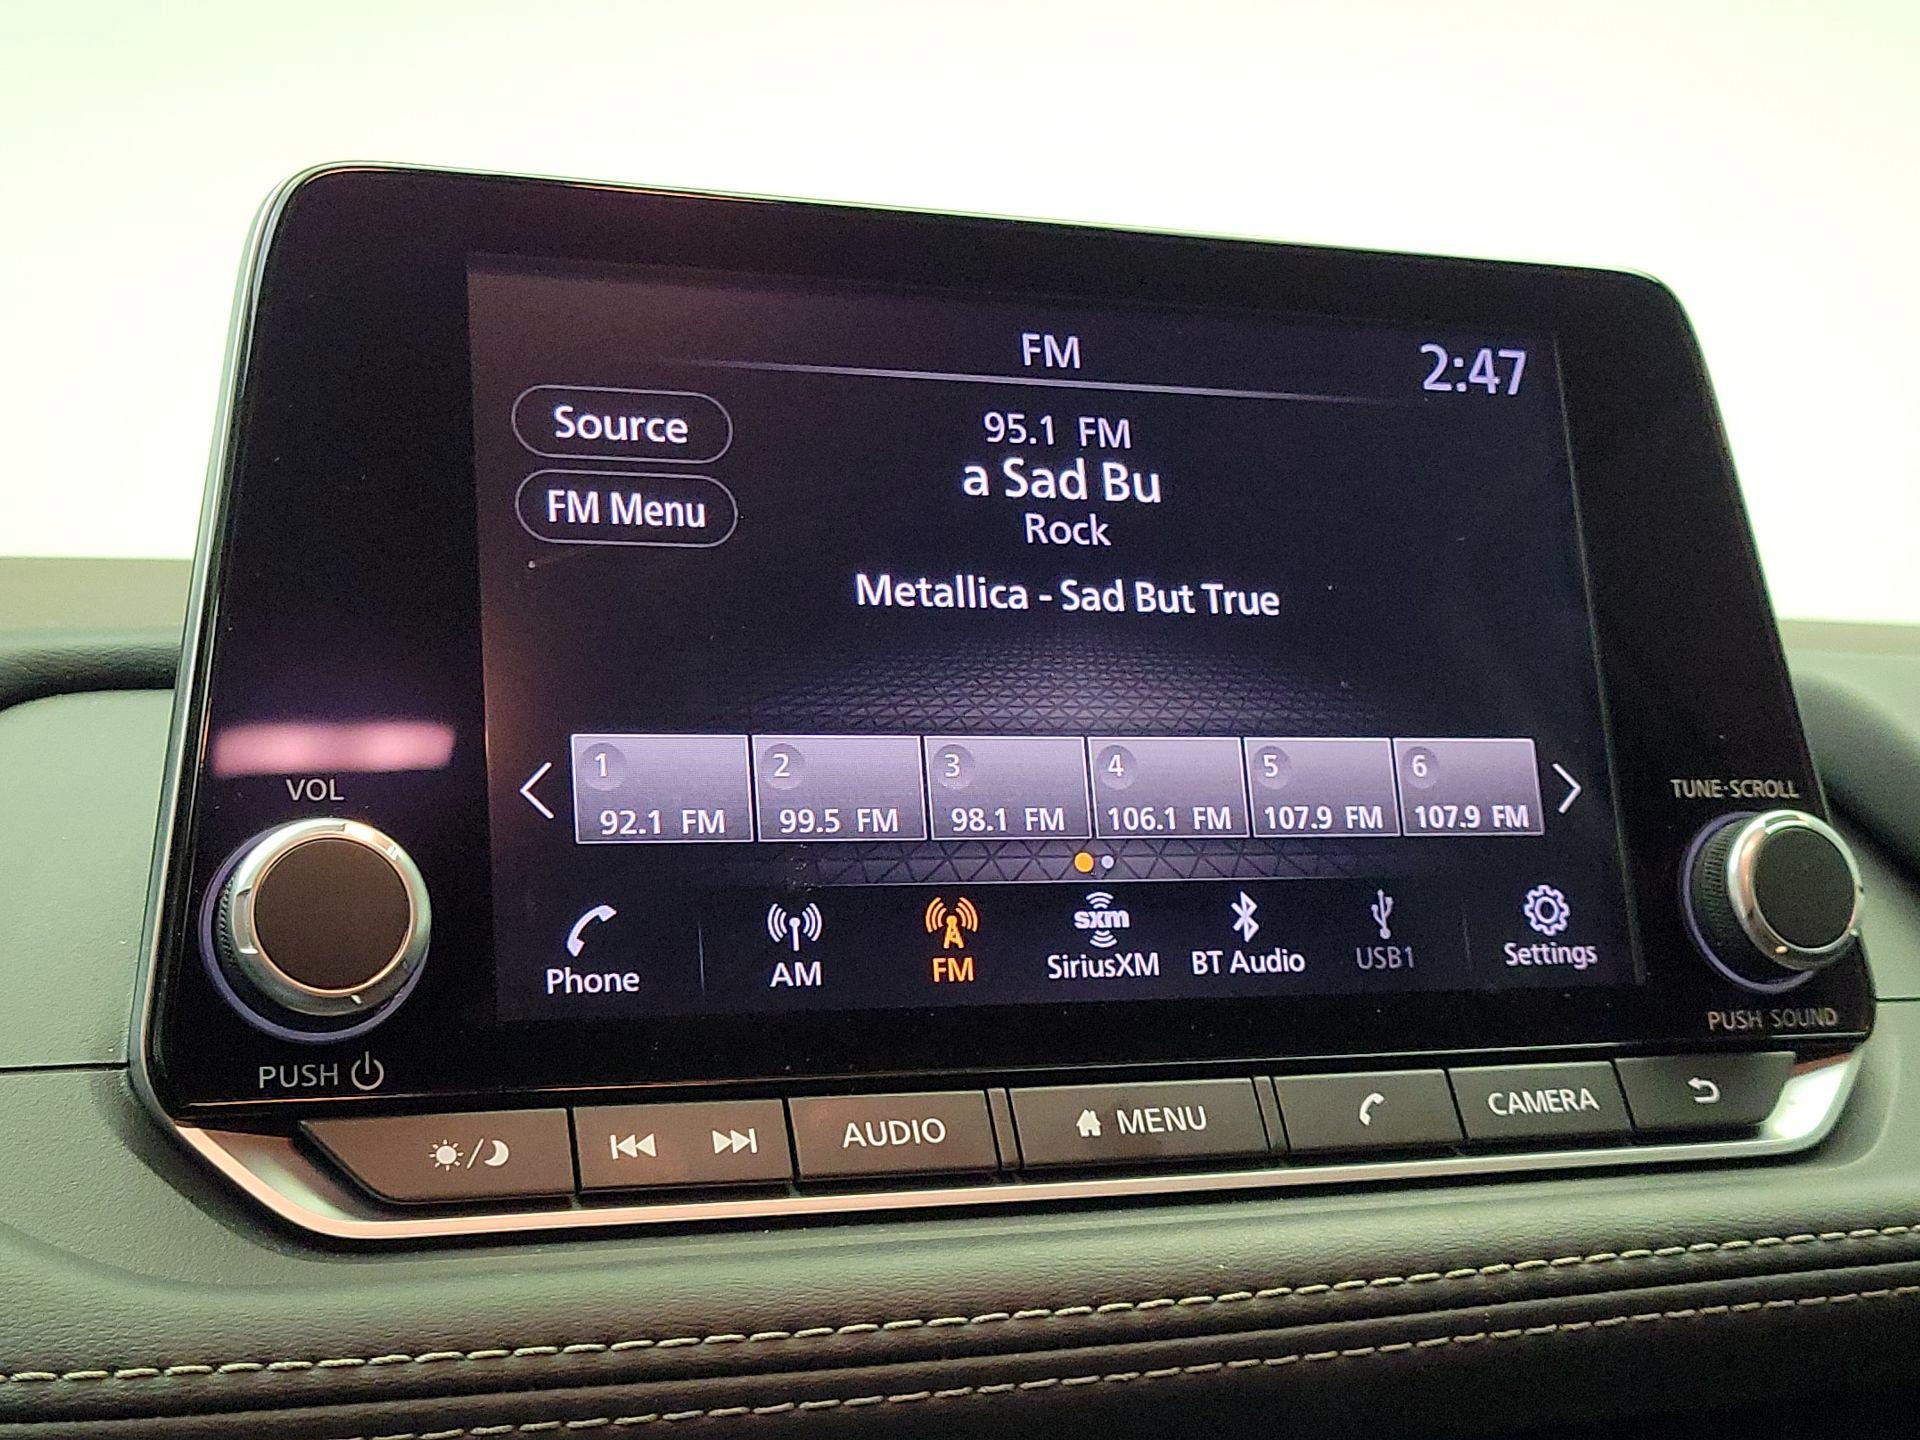 FM
2:47
Source
95.1 FM
a Sad Bu
FM Menu
Rock
Metallica - Sad But True
1
2
3
4
5
6
92.1 FM
99.5 FM
98.1 FM
106.1 FM
107.9 FM
107.9 FM
VOL
TUNE·SCROLL
sxm
Phone
AM
FM
SiriusXM
BT Audio
USB1
Settings
PUSH
PUSH SOUND
AUDIO
MENU
CAMERA